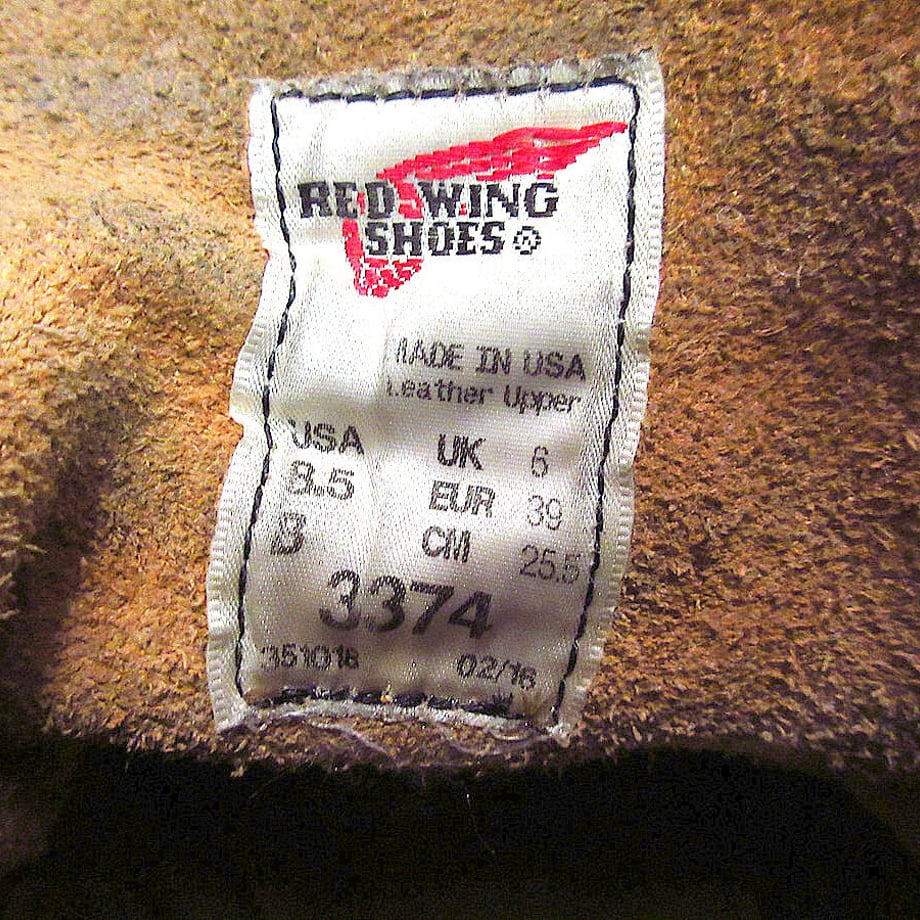 RED WING
SHOES®
MADE IN USA
Leather Upper
USA
8.5
B
UK 6
EUR 39
CM 25.5
3374
351018 02/16